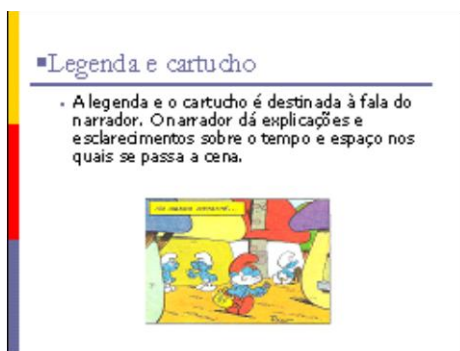 Legenda e cartucho
A legenda e o cartucho é destinada à fala do
narrador. O narrador dá explicações e
esclarecimentos sobre o tempo e espaço nos
quais se passa a cena.